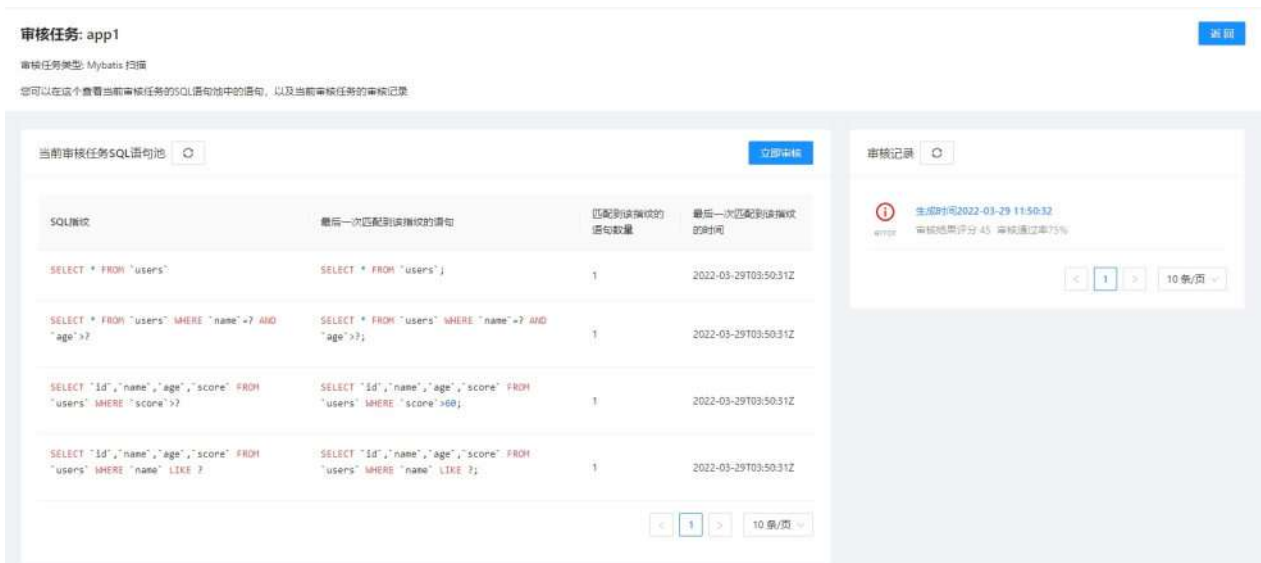 审核任务: app1
返回
审核任务类型: Mybatis 扫描
您可以在这个查看当前审核任务的SQL语句池中的语句，以及当前审核任务的审核记录
当前审核任务SQL语句池
立即审核
SQL指纹
最后一次匹配到该指纹的语句
匹配到该指纹的
语句数量
最后一次匹配到该指纹
的时间
SELECT * FROM `users`
SELECT * FROM `users`;
1
2022-03-29T03:50:31Z
SELECT * FROM `users` WHERE `name`=? AND
`age`>?
SELECT * FROM `users` WHERE `name`=? AND
`age`>?;
1
2022-03-29T03:50:31Z
SELECT `id`,`name`,`age`,`score` FROM
`users` WHERE `score`>?
SELECT `id`,`name`,`age`,`score` FROM
`users` WHERE `score`>60;
1
2022-03-29T03:50:31Z
SELECT `id`,`name`,`age`,`score` FROM
`users` WHERE `name` LIKE ?
SELECT `id`,`name`,`age`,`score` FROM
`users` WHERE `name` LIKE ?;
1
2022-03-29T03:50:31Z
< 1 > 10 条/页
审核记录
生成时间2022-03-29 11:50:32
error
审核结果评分 45 审核通过率75%
< 1 > 10 条/页